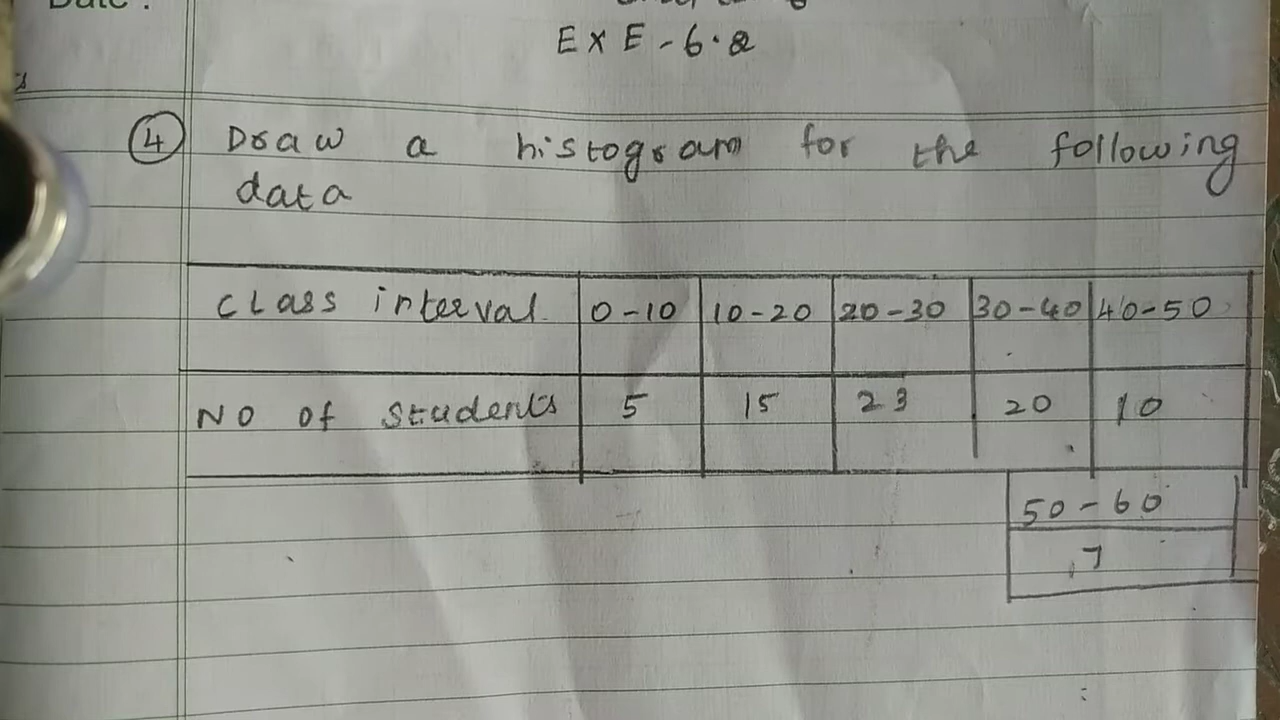 Date :
EXE-6.2
4 Draw a histogram for the following
data
Class interval 0-10 10-20 20-30 30-40 40-50
No of students 5 15 23 20 10
50-60
7